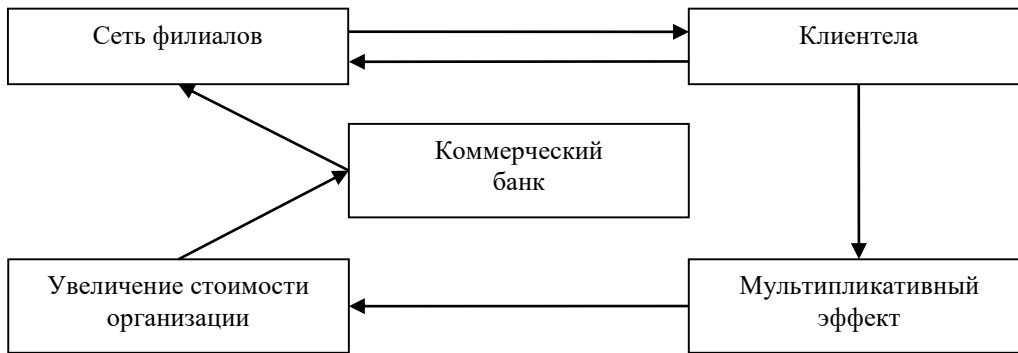 Сеть филиалов
Клиентела
Коммерческий
банк
Увеличение стоимости
организации
Мультипликативный
эффект